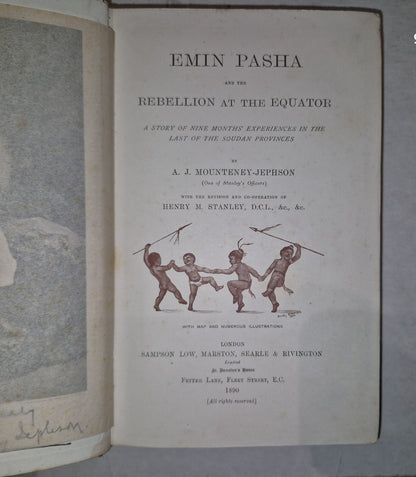 EMIN PASHA
AND THE
REBELLION AT THE EQUATOR
A STORY OF NINE MONTHS' EXPERIENCES IN THE
LAST OF THE SOUDAN PROVINCES
BY
A. J. MOUNTENEY-JEPHSON
(One of Stanley's Officers)
WITH THE REVISION AND CO-OPERATION OF
HENRY M. STANLEY, D.C.L., &c., &c.
WITH MAP AND NUMEROUS ILLUSTRATIONS
LONDON
SAMPSON LOW, MARSTON, SEARLE & RIVINGTON
Limited
St. Dunstan's House
FETTER LANE, FLEET STREET, E.C.
1890
[All rights reserved]
Jephson.